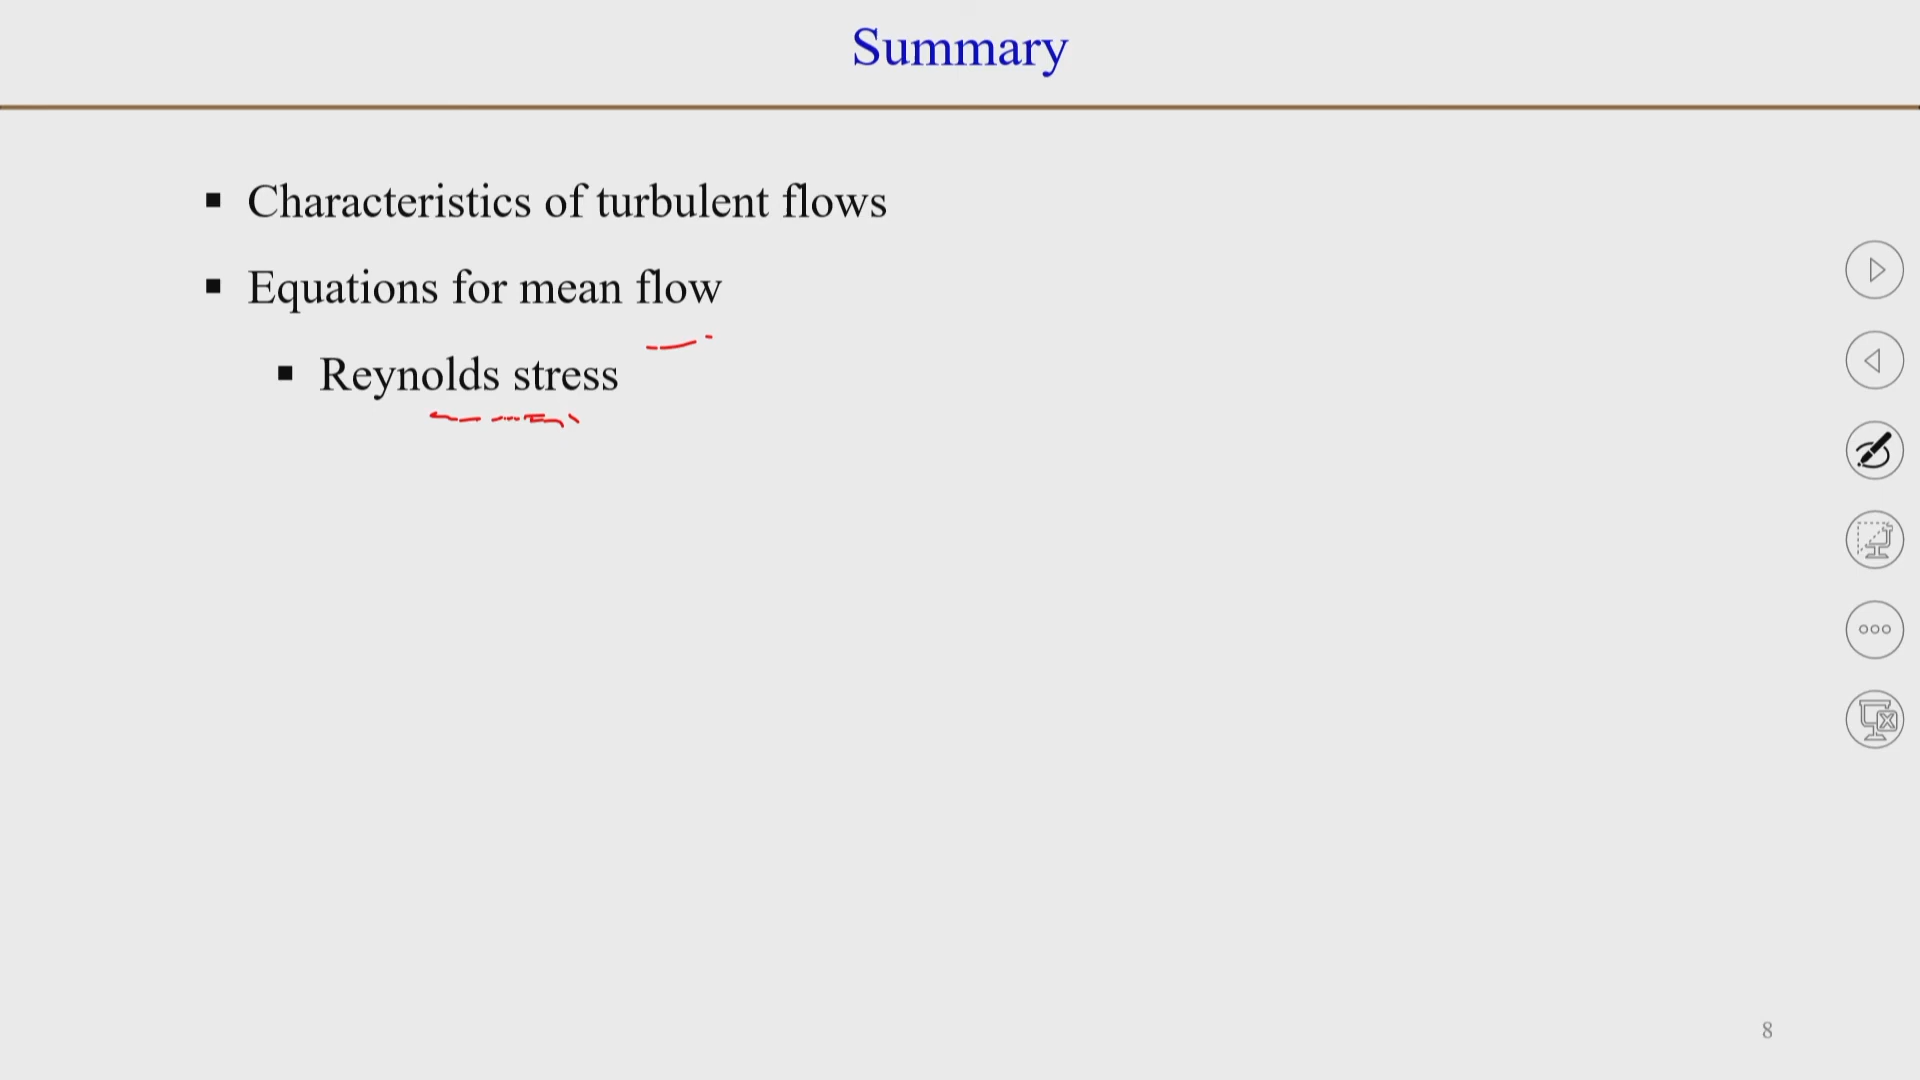 Summary
▪ Characteristics of turbulent flows
▪ Equations for mean flow
▪ Reynolds stress
8